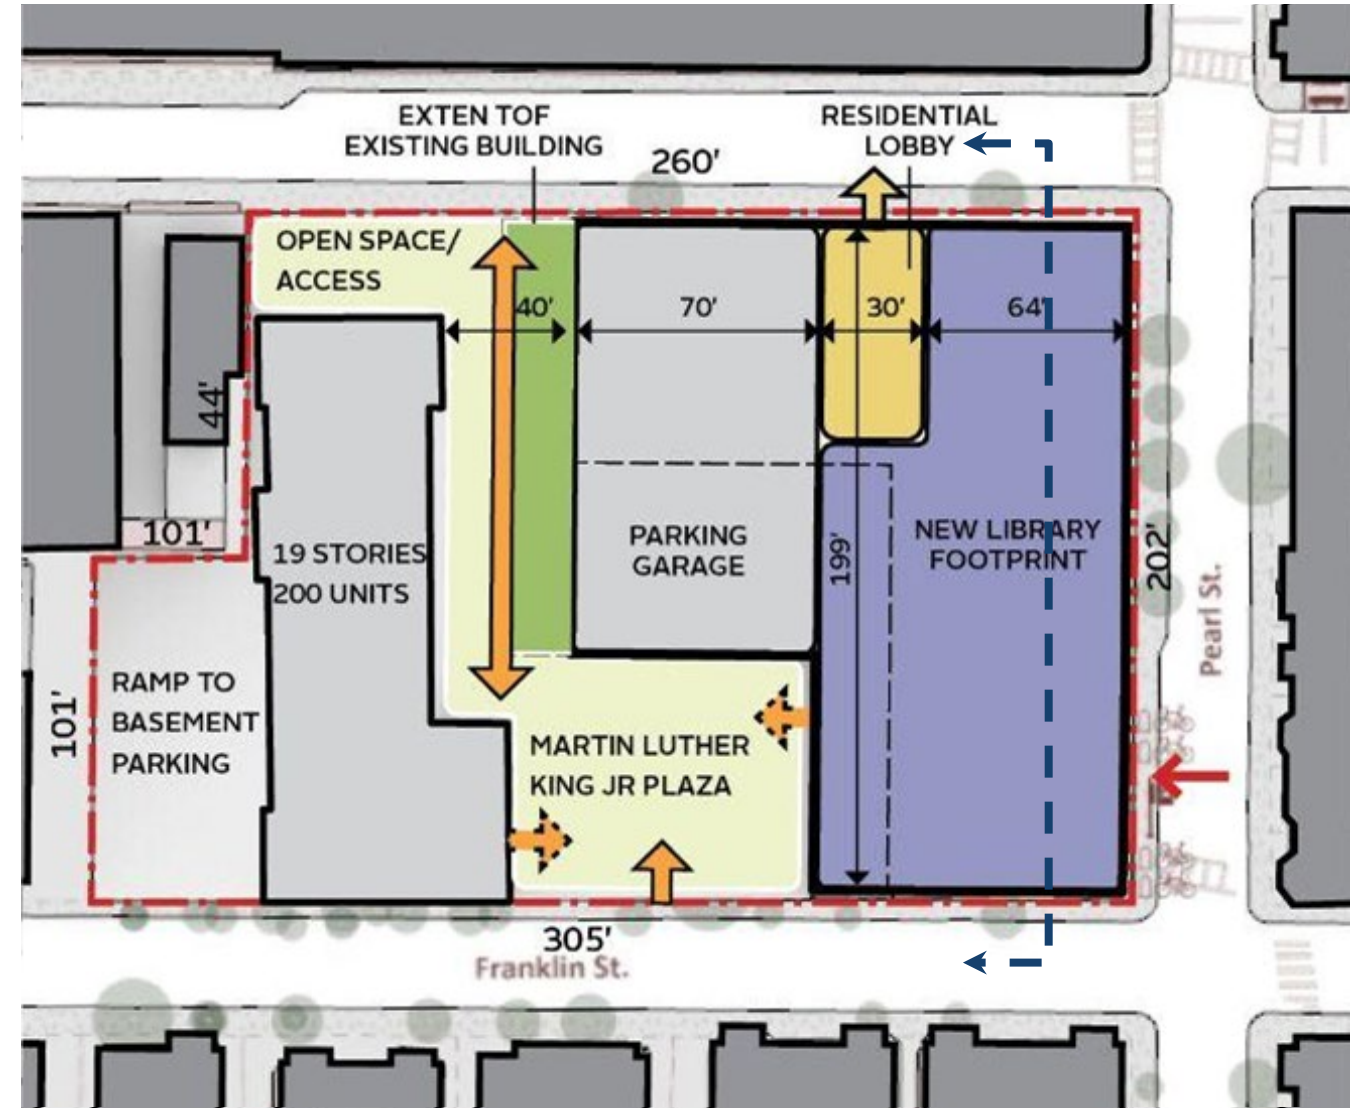 EXTEN TOF
EXISTING BUILDING
260'
RESIDENTIAL
LOBBY
OPEN SPACE/
ACCESS
40'
70'
30'
64'
44'
101'
19 STORIES
200 UNITS
PARKING
GARAGE
199'
NEW LIBRARY
FOOTPRINT
202'
Pearl St.
RAMP TO
BASEMENT
PARKING
101'
MARTIN LUTHER
KING JR PLAZA
305'
Franklin St.